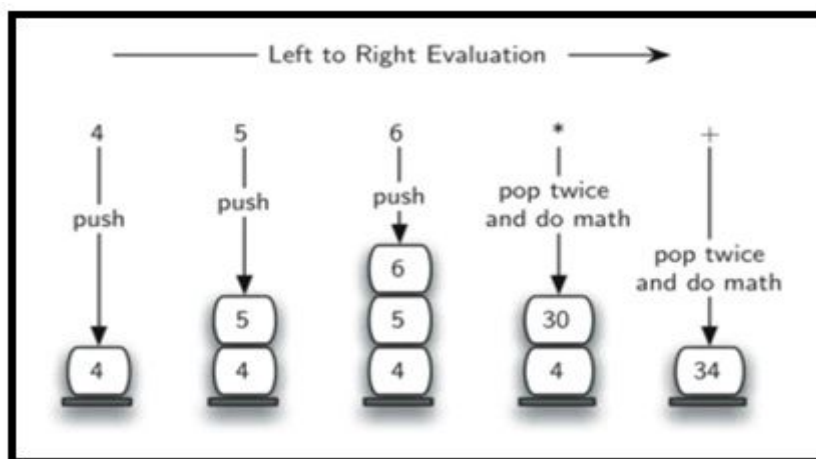 Left to Right Evaluation
4 5 6 * +
push
push
push
pop twice
and do math
pop twice
and do math
6
5 5 30
4 4 4 4 34